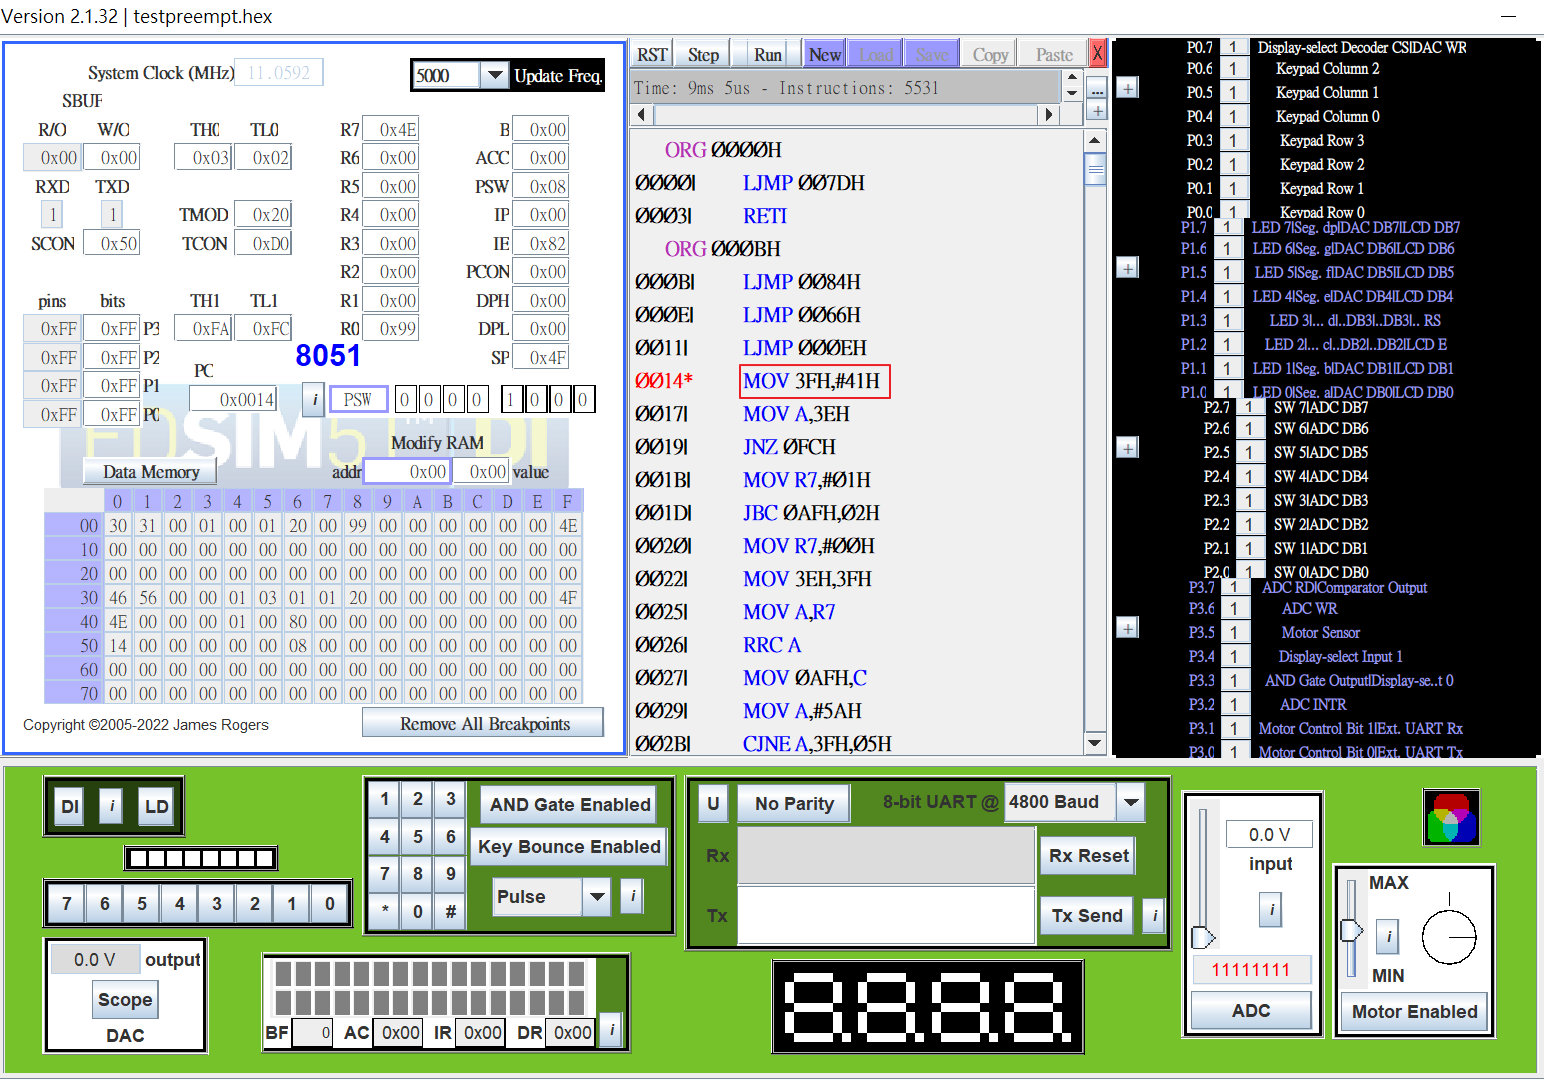 Version 2.1.32 | testpreempt.hex
System Clock (MHz) 11.0592
5000 Update Freq.
SBUF
R/O W/O TH0 TL0 R7 0x4E B 0x00
0x00 0x00 0x03 0x02 R6 0x00 ACC 0x00
RXD TXD R5 0x00 PSW 0x08
1 1 TMOD 0x20 R4 0x00 IP 0x00
SCON 0x50 TCON 0xD0 R3 0x00 IE 0x82
R2 0x00 PCON 0x00
pins bits TH1 TL1 R1 0x00 DPH 0x00
0xFF 0xFF P3 0xFA 0xFC R0 0x99 DPL 0x00
0xFF 0xFF P2 8051 SP 0x4F
PC
0xFF 0xFF P1 0x0014 i PSW 0 0 0 0 1 0 0 0
0xFF 0xFF P0
EDSIM51 DI
TM
Modify RAM
Data Memory addr 0x00 0x00 value
0 1 2 3 4 5 6 7 8 9 A B C D E F
00 30 31 00 01 00 01 20 00 99 00 00 00 00 00 00 4E
10 00 00 00 00 00 00 00 00 00 00 00 00 00 00 00 00
20 00 00 00 00 00 00 00 00 00 00 00 00 00 00 00 00
30 46 56 00 00 01 03 01 01 20 00 00 00 00 00 00 4F
40 4E 00 00 00 01 00 80 00 00 00 00 00 00 00 00 00
50 14 00 00 00 00 00 08 00 00 00 00 00 00 00 00 00
60 00 00 00 00 00 00 00 00 00 00 00 00 00 00 00 00
70 00 00 00 00 00 00 00 00 00 00 00 00 00 00 00 00
Copyright ©2005-2022 James Rogers
Remove All Breakpoints
RST Step Run New Load Save Copy Paste X
Time: 9ms 5us - Instructions: 5531
...
+
ORG 0000H
0000| LJMP 007DH
0003| RETI
ORG 000BH
000B| LJMP 0084H
000E| LJMP 0066H
0011| LJMP 000EH
0014* MOV 3FH,#41H
0017| MOV A,3EH
0019| JNZ 0FCH
001B| MOV R7,#01H
001D| JBC 0AFH,02H
0020| MOV R7,#00H
0022| MOV 3EH,3FH
0025| MOV A,R7
0026| RRC A
0027| MOV 0AFH,C
0029| MOV A,#5AH
002B| CJNE A,3FH,05H
P0.7 1 Display-select Decoder CS|DAC WR
P0.6 1 Keypad Column 2
+
P0.5 1 Keypad Column 1
P0.4 1 Keypad Column 0
P0.3 1 Keypad Row 3
P0.2 1 Keypad Row 2
P0.1 1 Keypad Row 1
P0.0 1 Keypad Row 0
P1.7 1 LED 7|Seg. dp|DAC DB7|LCD DB7
P1.6 1 LED 6|Seg. g|DAC DB6|LCD DB6
+
P1.5 1 LED 5|Seg. f|DAC DB5|LCD DB5
P1.4 1 LED 4|Seg. e|DAC DB4|LCD DB4
P1.3 1 LED 3|... d|..DB3|..DB3|.. RS
P1.2 1 LED 2|... c|..DB2|..DB2|LCD E
P1.1 1 LED 1|Seg. b|DAC DB1|LCD DB1
P1.0 1 LED 0|Seg. a|DAC DB0|LCD DB0
P2.7 1 SW 7|ADC DB7
P2.6 1 SW 6|ADC DB6
+
P2.5 1 SW 5|ADC DB5
P2.4 1 SW 4|ADC DB4
P2.3 1 SW 3|ADC DB3
P2.2 1 SW 2|ADC DB2
P2.1 1 SW 1|ADC DB1
P2.0 1 SW 0|ADC DB0
P3.7 1 ADC RD|Comparator Output
P3.6 1 ADC WR
+
P3.5 1 Motor Sensor
P3.4 1 Display-select Input 1
P3.3 1 AND Gate Output|Display-se..t 0
P3.2 1 ADC INTR
P3.1 1 Motor Control Bit 1|Ext. UART Rx
P3.0 1 Motor Control Bit 0|Ext. UART Tx
DI i LD
7 6 5 4 3 2 1 0
0.0 V output
Scope
DAC
1 2 3
4 5 6
7 8 9
* 0 #
AND Gate Enabled
Key Bounce Enabled
Pulse i
BF 0 AC 0x00 IR 0x00 DR 0x00 i
U No Parity 8-bit UART @ 4800 Baud
Rx Rx Reset
Tx Tx Send i
8.8.8.8.
0.0 V
input
i
11111111
ADC
MAX
i
MIN
Motor Enabled